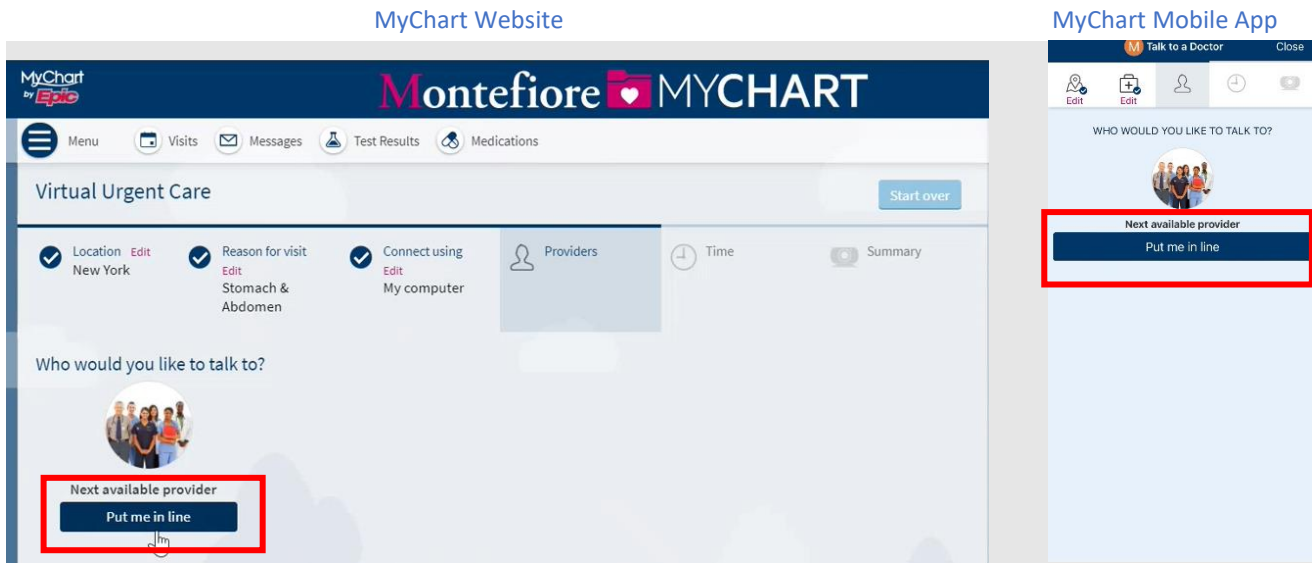 MyChart Website
MyChart
by Epic
Montefiore MYCHART
Menu Visits Messages Test Results Medications
Virtual Urgent Care
Start over
Location Edit
New York
Reason for visit
Edit
Stomach &
Abdomen
Connect using
Edit
My computer
Providers
Time
Summary
Who would you like to talk to?
Next available provider
Put me in line
MyChart Mobile App
M Talk to a Doctor Close
Edit Edit
WHO WOULD YOU LIKE TO TALK TO?
Next available provider
Put me in line